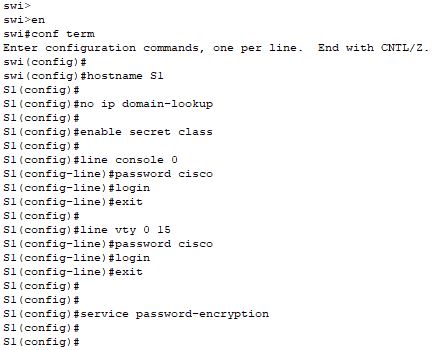 swi>
swi>en
swi#conf term
Enter configuration commands, one per line.  End with CNTL/Z.
swi(config)#
swi(config)#hostname S1
S1(config)#
S1(config)#no ip domain-lookup
S1(config)#
S1(config)#enable secret class
S1(config)#
S1(config)#line console 0
S1(config-line)#password cisco
S1(config-line)#login
S1(config-line)#exit
S1(config)#
S1(config)#line vty 0 15
S1(config-line)#password cisco
S1(config-line)#login
S1(config-line)#exit
S1(config)#
S1(config)#
S1(config)#service password-encryption
S1(config)#
S1(config)#